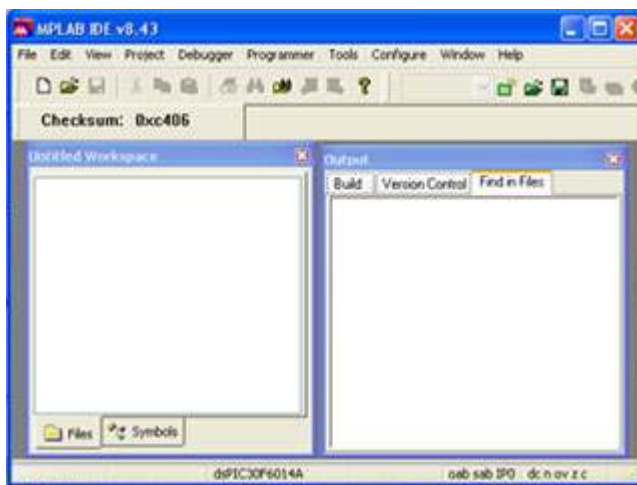 MPLAB IDE v8.43
File Edit View Project Debugger Programmer Tools Configure Window Help
Checksum: 0xc406
Untitled Workspace
Output
Build Version Control Find in Files
Files Symbols
dsPIC30F6014A oab sab IP0 dc n ov z c